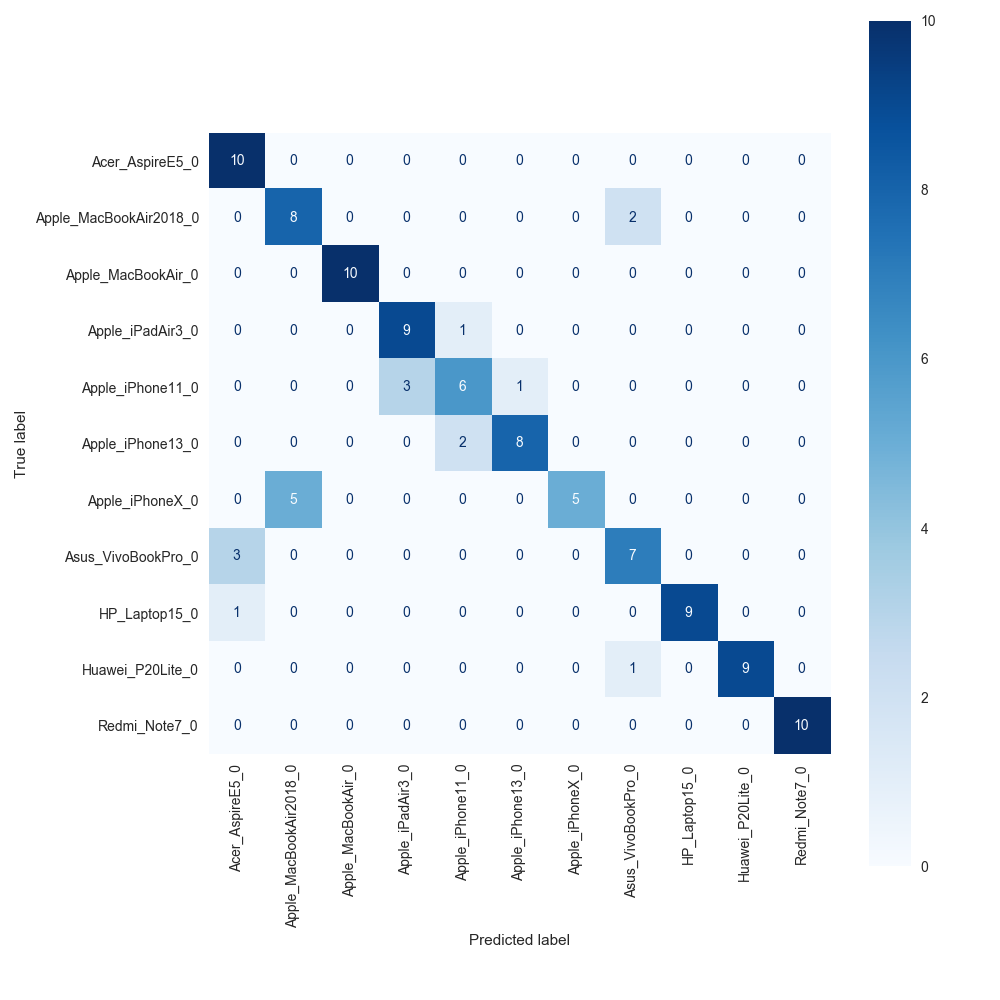 10
Acer_AspireE5_0 10 0 0 0 0 0 0 0 0 0 0
8
Apple_MacBookAir2018_0 0 8 0 0 0 0 0 2 0 0 0
Apple_MacBookAir_0 0 0 10 0 0 0 0 0 0 0 0
Apple_iPadAir3_0 0 0 0 9 1 0 0 0 0 0 0
6
Apple_iPhone11_0 0 0 0 3 6 1 0 0 0 0 0
True label
Apple_iPhone13_0 0 0 0 0 2 8 0 0 0 0 0
Apple_iPhoneX_0 0 5 0 0 0 0 5 0 0 0 0
4
Asus_VivoBookPro_0 3 0 0 0 0 0 0 7 0 0 0
HP_Laptop15_0 1 0 0 0 0 0 0 0 9 0 0
Huawei_P20Lite_0 0 0 0 0 0 0 0 1 0 9 0
2
Redmi_Note7_0 0 0 0 0 0 0 0 0 0 0 10
0
Acer_AspireE5_0
Apple_MacBookAir2018_0
Apple_MacBookAir_0
Apple_iPadAir3_0
Apple_iPhone11_0
Apple_iPhone13_0
Apple_iPhoneX_0
Asus_VivoBookPro_0
HP_Laptop15_0
Huawei_P20Lite_0
Redmi_Note7_0
Predicted label